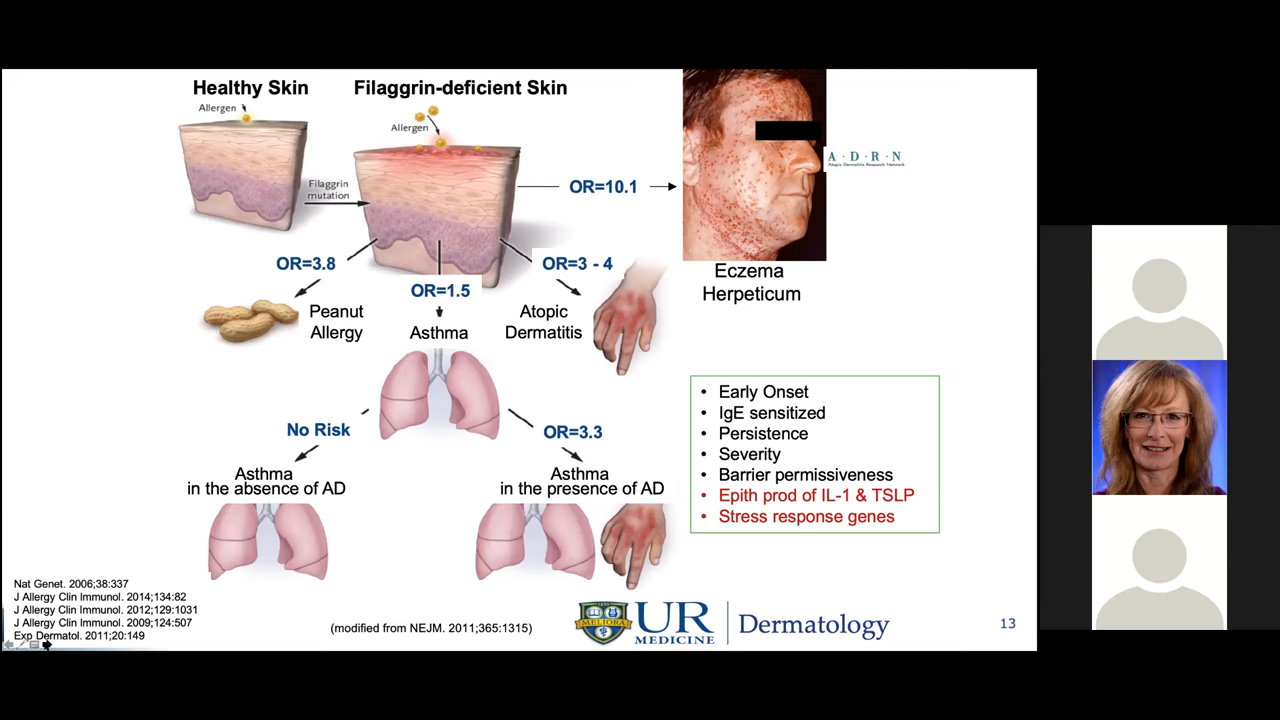 Healthy Skin
Filaggrin-deficient Skin
Allergen
Allergen
Filaggrin
mutation
OR=10.1
A·D·R·N
Atopic Dermatitis Research Network
Eczema
Herpeticum
OR=3.8
OR=1.5
OR=3 - 4
Peanut
Allergy
Asthma
Atopic
Dermatitis
No Risk
OR=3.3
Asthma
in the absence of AD
Asthma
in the presence of AD
• Early Onset
• IgE sensitized
• Persistence
• Severity
• Barrier permissiveness
• Epith prod of IL-1 & TSLP
• Stress response genes
Nat Genet. 2006;38:337
J Allergy Clin Immunol. 2014;134:82
J Allergy Clin Immunol. 2012;129:1031
J Allergy Clin Immunol. 2009;124:507
Exp Dermatol. 2011;20:149
(modified from NEJM. 2011;365:1315)
MELIORA
UR
MEDICINE
Dermatology
13